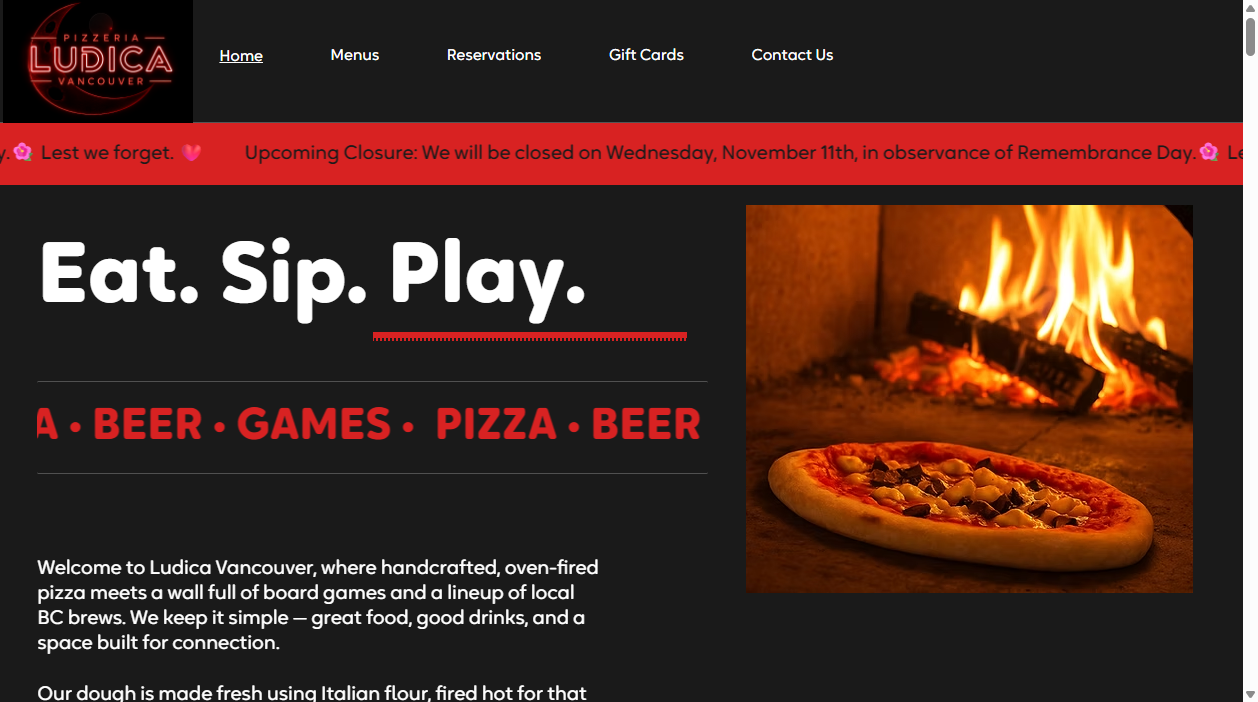 PIZZERIA
LUDICA
VANCOUVER
Home
Menus
Reservations
Gift Cards
Contact Us
y.🌺 Lest we forget. 💗 Upcoming Closure: We will be closed on Wednesday, November 11th, in observance of Remembrance Day.🌺 Le
Eat. Sip. Play.
A • BEER • GAMES • PIZZA • BEER
Welcome to Ludica Vancouver, where handcrafted, oven-fired
pizza meets a wall full of board games and a lineup of local
BC brews. We keep it simple — great food, good drinks, and a
space built for connection.
Our dough is made fresh using Italian flour, fired hot for that